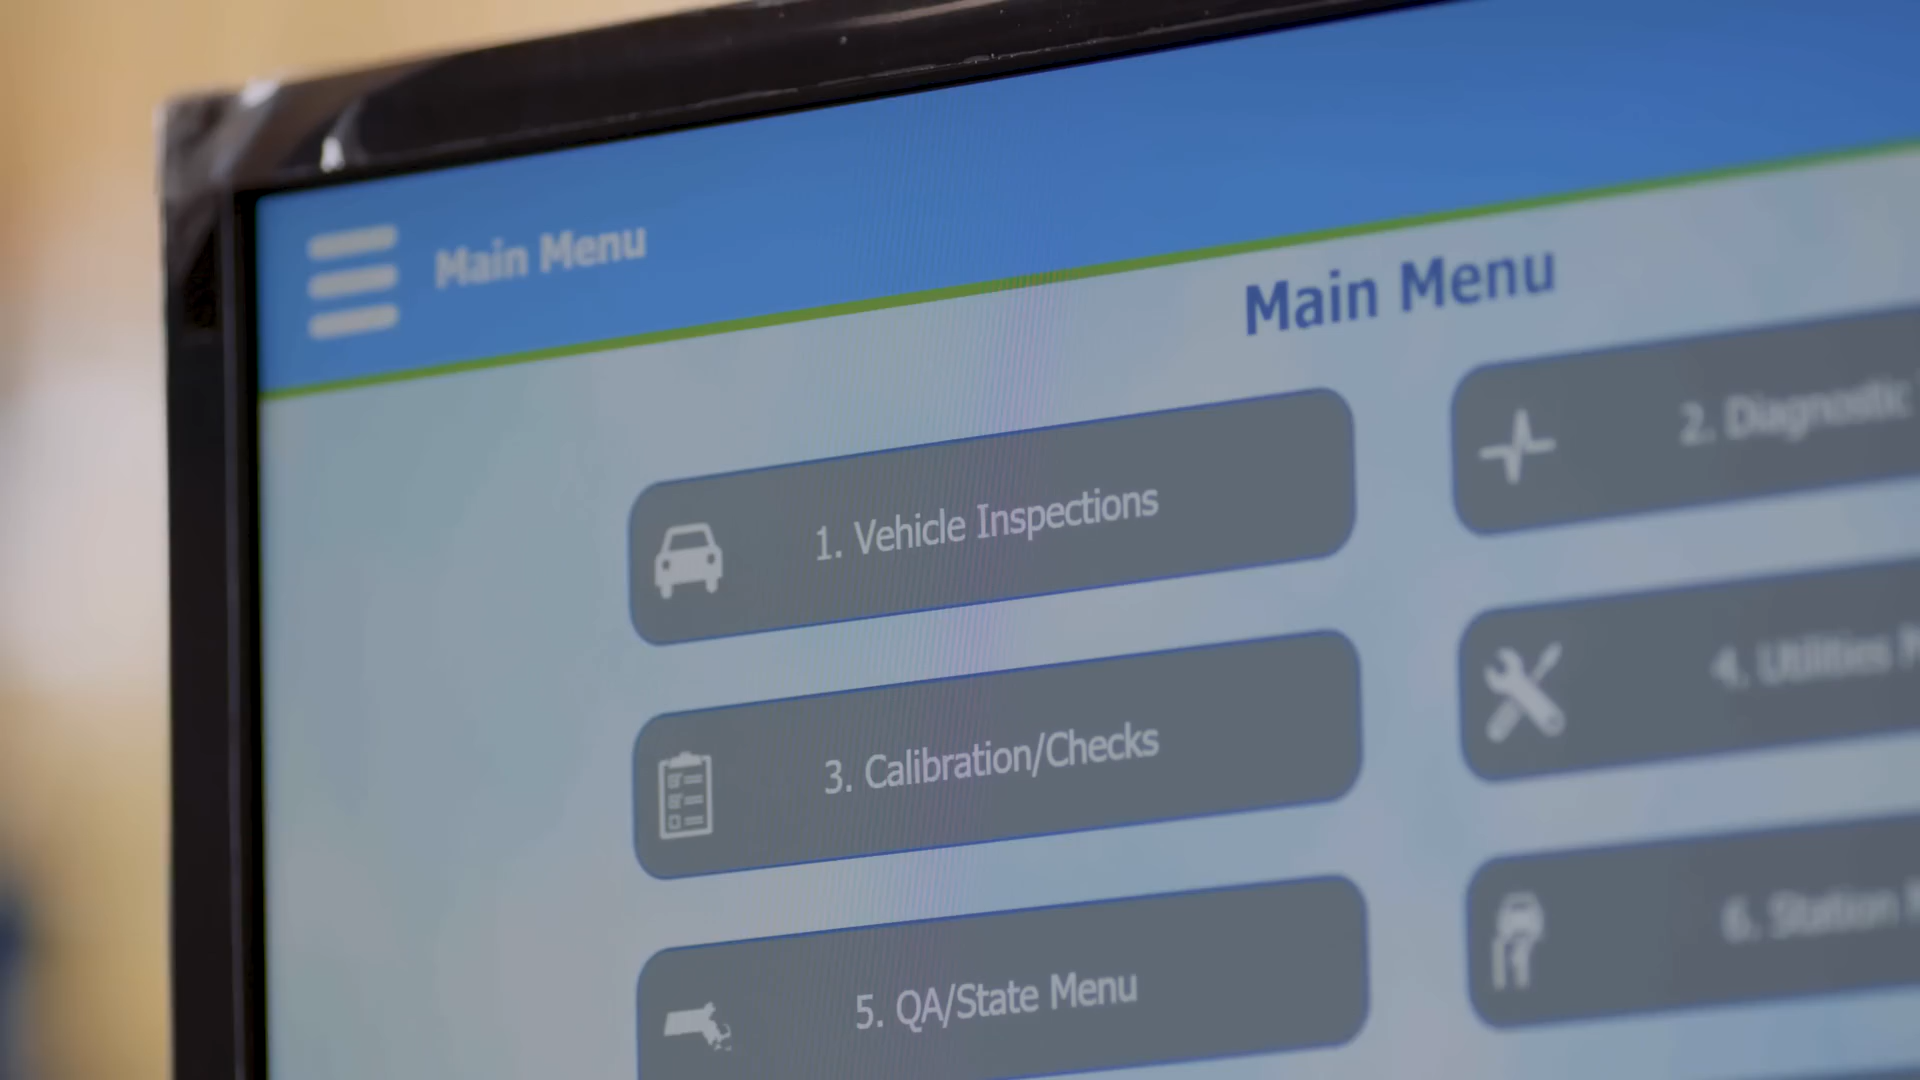 Main Menu
Main Menu
1. Vehicle Inspections
2. Diagnostic
3. Calibration/Checks
4. Utilities
5. QA/State Menu
6. Station